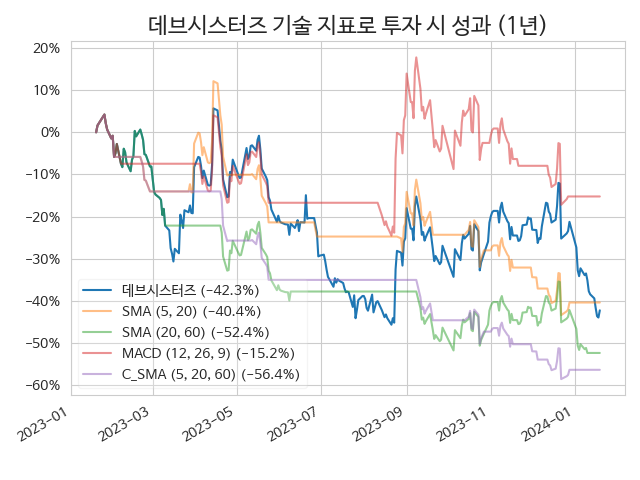 데브시스터즈 기술 지표로 투자 시 성과 (1년)
20%
10%
0%
−10%
−20%
−30%
−40%
−50%
−60%
데브시스터즈 (−42.3%)
SMA (5, 20) (−40.4%)
SMA (20, 60) (−52.4%)
MACD (12, 26, 9) (−15.2%)
C_SMA (5, 20, 60) (−56.4%)
2023−01
2023−03
2023−05
2023−07
2023−09
2023−11
2024−01